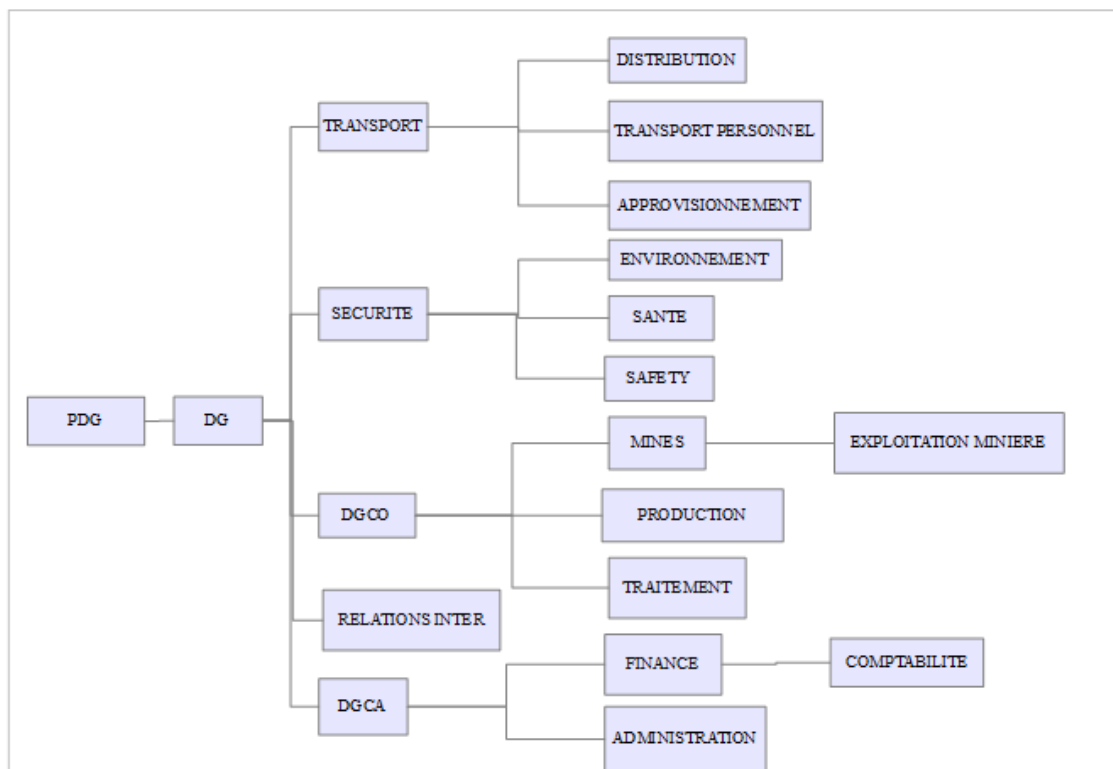 DISTRIBUTION
TRANSPORT
TRANSPORT PERSONNEL
APPROVISIONNEMENT
ENVIRONNEMENT
SECURITE
SANTE
SAFETY
PDG
DG
MINES
EXPLOITATION MINIERE
DGCO
PRODUCTION
TRAITEMENT
RELATIONS INTER
FINANCE
COMPTABILITE
DGCA
ADMINISTRATION